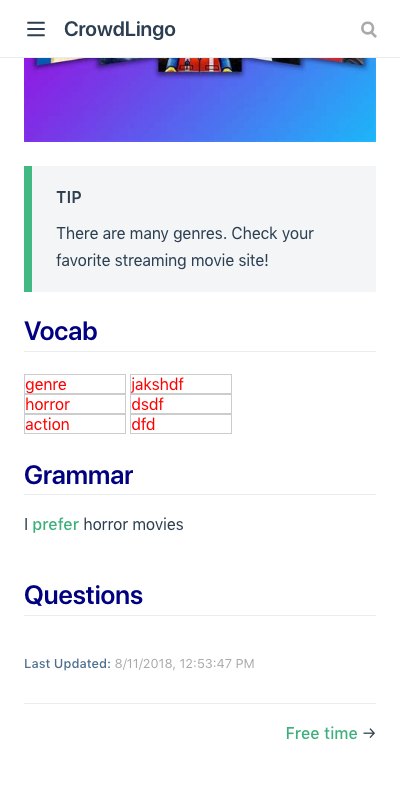 CrowdLingo
TIP
There are many genres. Check your
favorite streaming movie site!
Vocab
genre jakshdf
horror dsdf
action dfd
Grammar
I prefer horror movies
Questions
Last Updated: 8/11/2018, 12:53:47 PM
Free time →